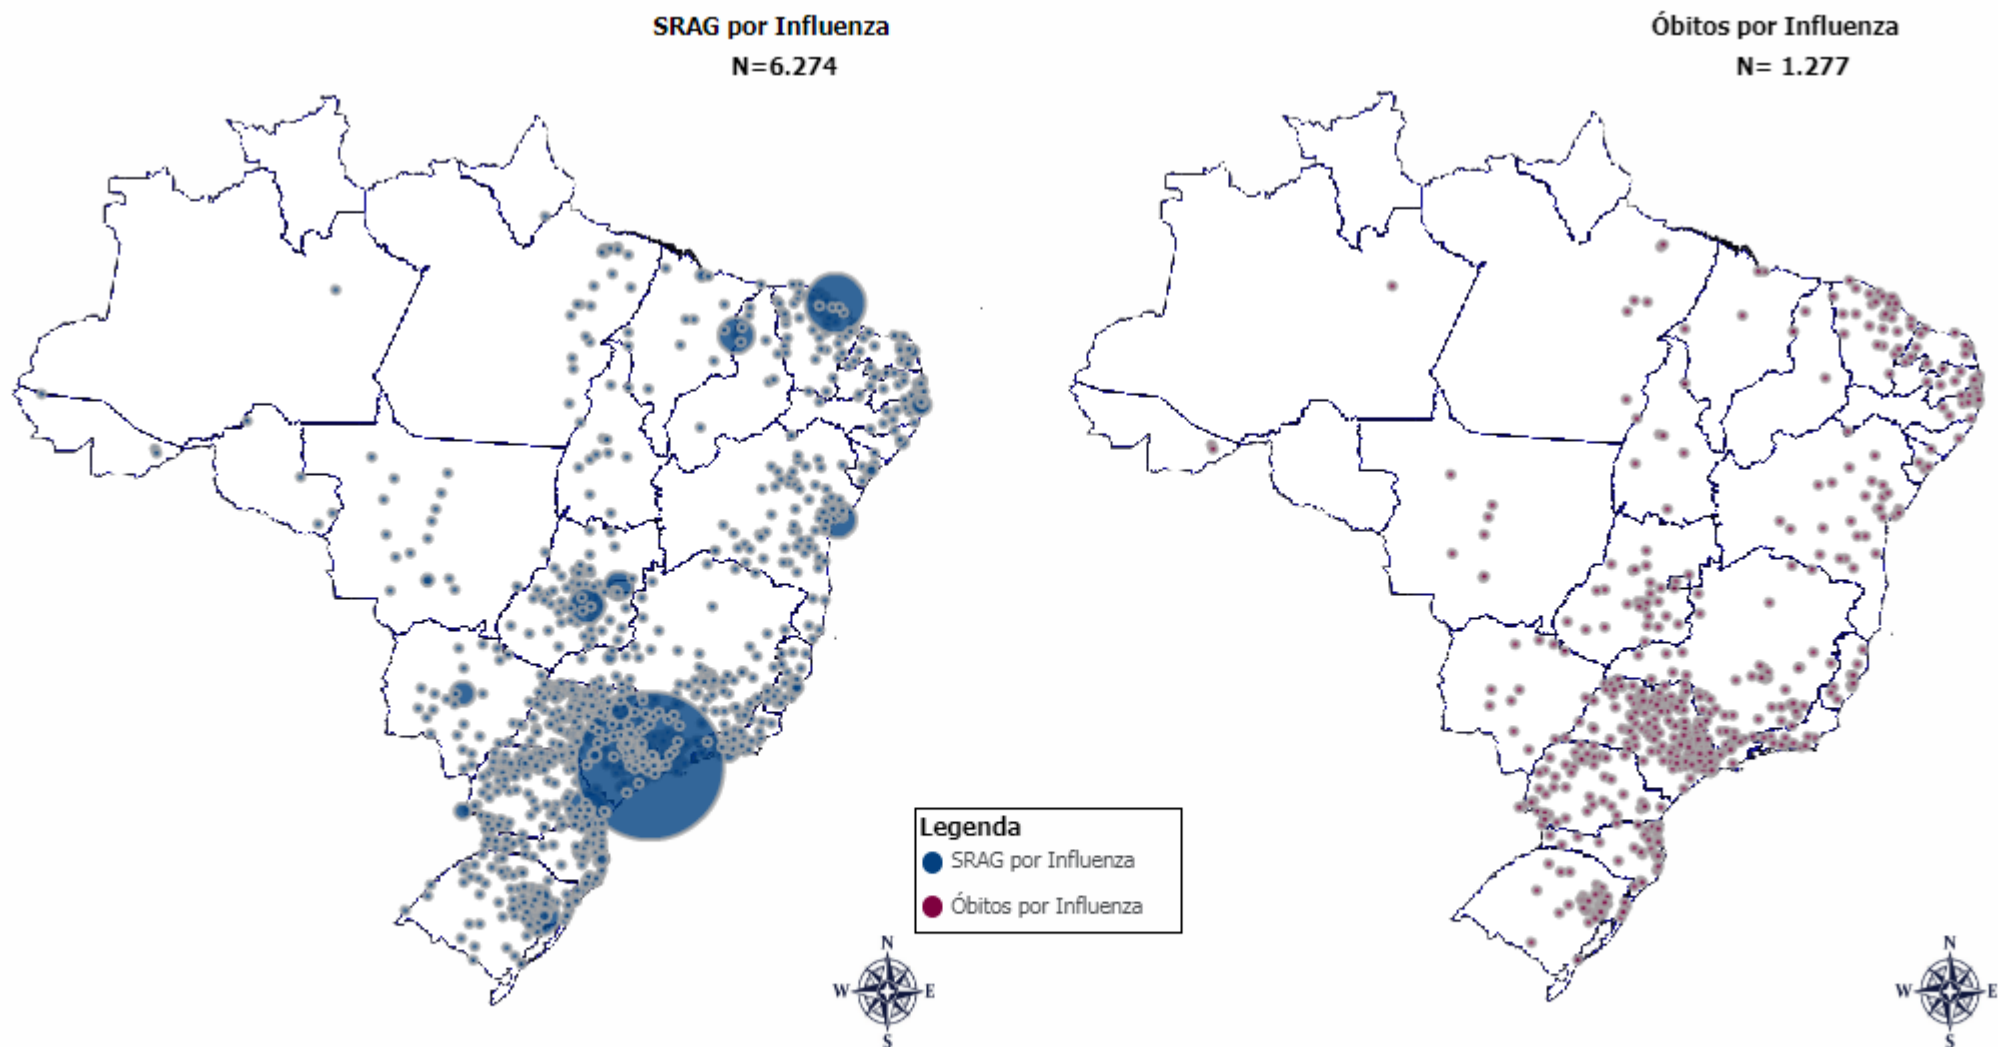 SRAG por Influenza
N=6.274
Óbitos por Influenza
N= 1.277
Legenda
SRAG por Influenza
Óbitos por Influenza
N
W
E
S
N
W
E
S